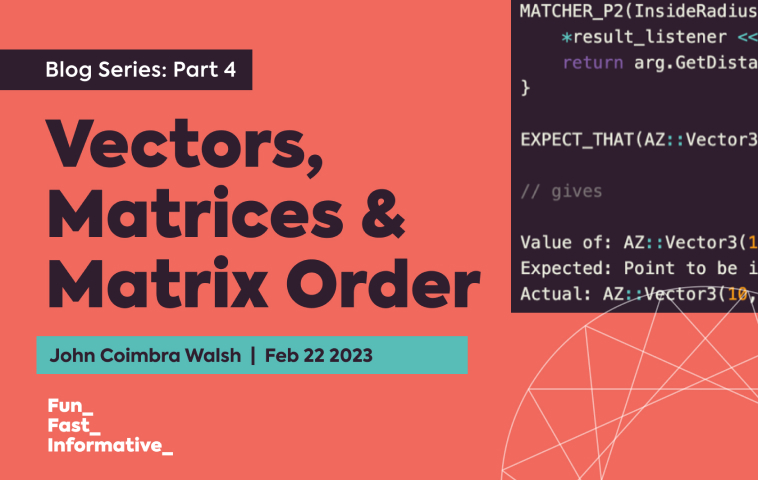 Blog Series: Part 4
Vectors,
Matrices &
Matrix Order
John Coimbra Walsh | Feb 22 2023
Fun_
Fast_
Informative_
MATCHER_P2(InsideRadius
*result_listener <<
return arg.GetDista
}
EXPECT_THAT(AZ::Vector3
// gives
Value of: AZ::Vector3(1
Expected: Point to be i
Actual: AZ::Vector3(10,